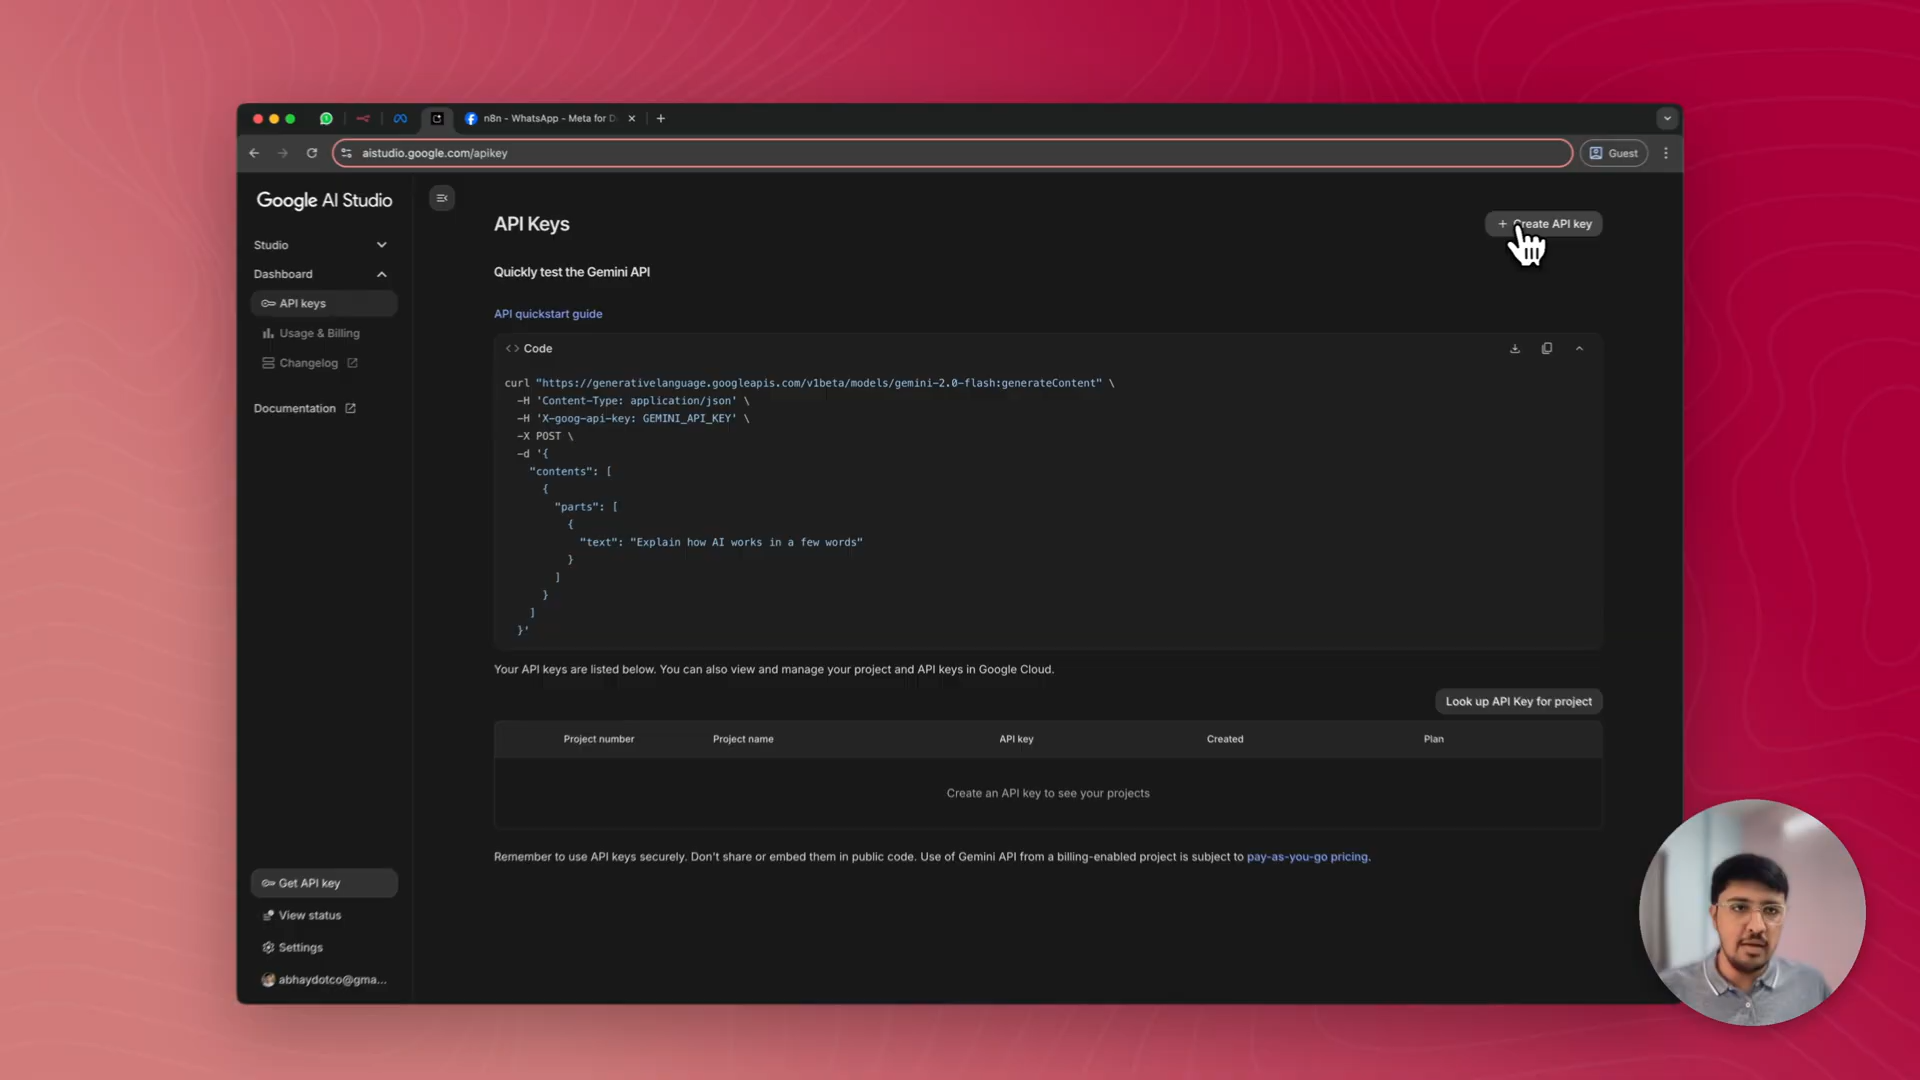 n8n - WhatsApp - Meta for D
aistudio.google.com/apikey
Guest
Google AI Studio
Studio
Dashboard
API keys
Usage & Billing
Changelog
Documentation
API Keys
+ Create API key
Quickly test the Gemini API
API quickstart guide
<> Code
curl "https://generativelanguage.googleapis.com/v1beta/models/gemini-2.0-flash:generateContent" \
-H 'Content-Type: application/json' \
-H 'X-goog-api-key: GEMINI_API_KEY' \
-X POST \
-d '{
"contents": [
{
"parts": [
{
"text": "Explain how AI works in a few words"
}
]
}
]
}'
Your API keys are listed below. You can also view and manage your project and API keys in Google Cloud.
Look up API Key for project
Project number Project name API key Created Plan
Create an API key to see your projects
Remember to use API keys securely. Don't share or embed them in public code. Use of Gemini API from a billing-enabled project is subject to pay-as-you-go pricing.
Get API key
View status
Settings
abhaydotco@gma...